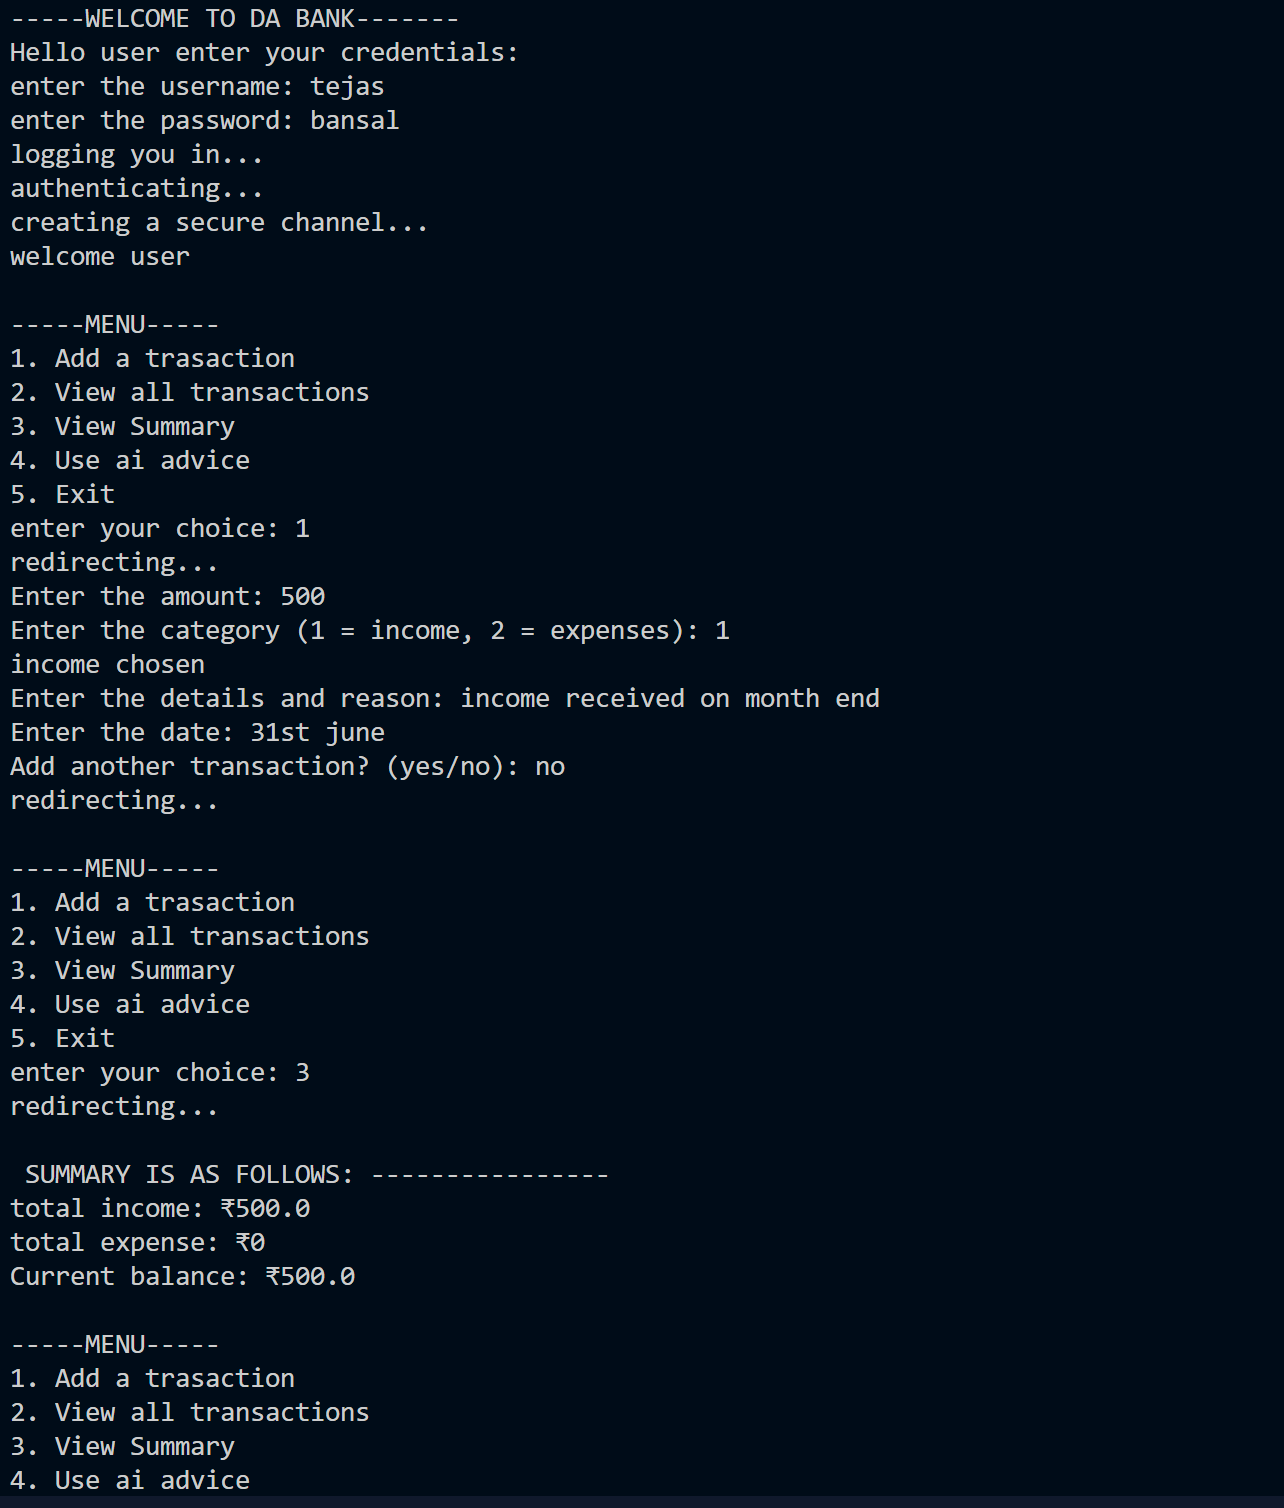 -----WELCOME TO DA BANK-------
Hello user enter your credentials:
enter the username: tejas
enter the password: bansal
logging you in...
authenticating...
creating a secure channel...
welcome user

-----MENU-----
1. Add a trasaction
2. View all transactions
3. View Summary
4. Use ai advice
5. Exit
enter your choice: 1
redirecting...
Enter the amount: 500
Enter the category (1 = income, 2 = expenses): 1
income chosen
Enter the details and reason: income received on month end
Enter the date: 31st june
Add another transaction? (yes/no): no
redirecting...

-----MENU-----
1. Add a trasaction
2. View all transactions
3. View Summary
4. Use ai advice
5. Exit
enter your choice: 3
redirecting...

 SUMMARY IS AS FOLLOWS: ----------------
total income: ₹500.0
total expense: ₹0
Current balance: ₹500.0

-----MENU-----
1. Add a trasaction
2. View all transactions
3. View Summary
4. Use ai advice